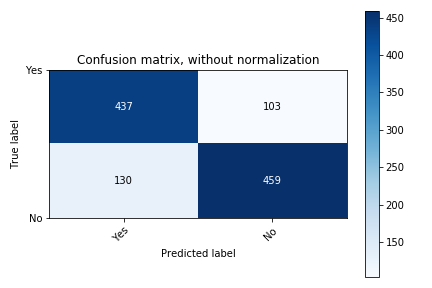 Confusion matrix, without normalization
True label
Yes
No
437
103
130
459
Yes
No
Predicted label
450
400
350
300
250
200
150